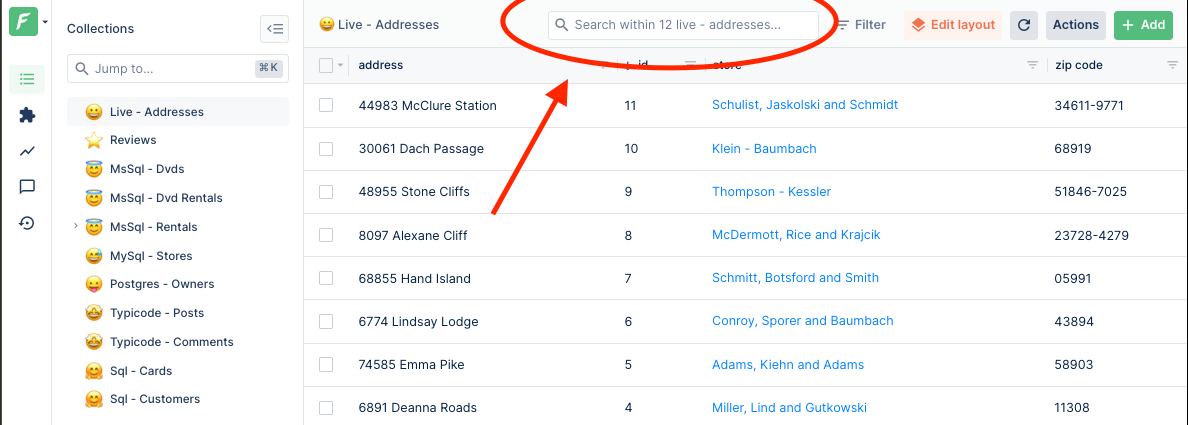 Collections
Jump to...
⌘K
Live - Addresses
Reviews
MsSql - Dvds
MsSql - Dvd Rentals
MsSql - Rentals
MySql - Stores
Postgres - Owners
Typicode - Posts
Typicode - Comments
Sql - Cards
Sql - Customers
Live - Addresses
Search within 12 live - addresses...
Filter
Edit layout
Actions
+ Add
address id store zip code
44983 McClure Station 11 Schulist, Jaskolski and Schmidt 34611-9771
30061 Dach Passage 10 Klein - Baumbach 68919
48955 Stone Cliffs 9 Thompson - Kessler 51846-7025
8097 Alexane Cliff 8 McDermott, Rice and Krajcik 23728-4279
68855 Hand Island 7 Schmitt, Botsford and Smith 05991
6774 Lindsay Lodge 6 Conroy, Sporer and Baumbach 43894
74585 Emma Pike 5 Adams, Kiehn and Adams 58903
6891 Deanna Roads 4 Miller, Lind and Gutkowski 11308